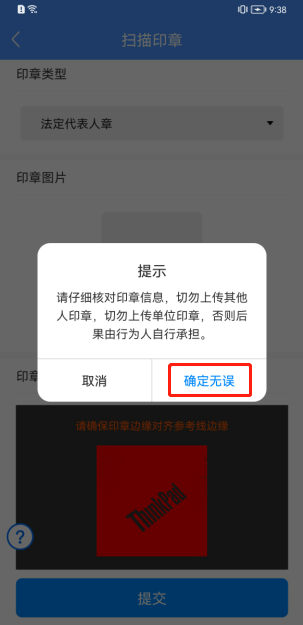 9:38
扫描印章
印章类型
法定代表人章
印章图片
提示
请仔细核对印章信息，切勿上传其他
人印章，切勿上传单位印章，否则后
果由行为人自行承担。
取消
确定无误
印章
请确保印章边缘对齐参考线边缘
ThinkPad
?
提交